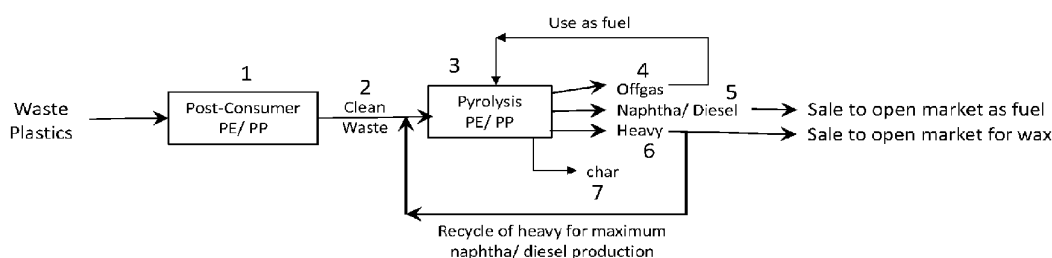 Use as fuel
1
2
3
4
Waste
Plastics
Post-Consumer
PE/ PP
Clean
Waste
Pyrolysis
PE/ PP
Offgas
5
Naphtha/ Diesel
Sale to open market as fuel
Heavy
Sale to open market for wax
6
char
7
Recycle of heavy for maximum
naphtha/ diesel production